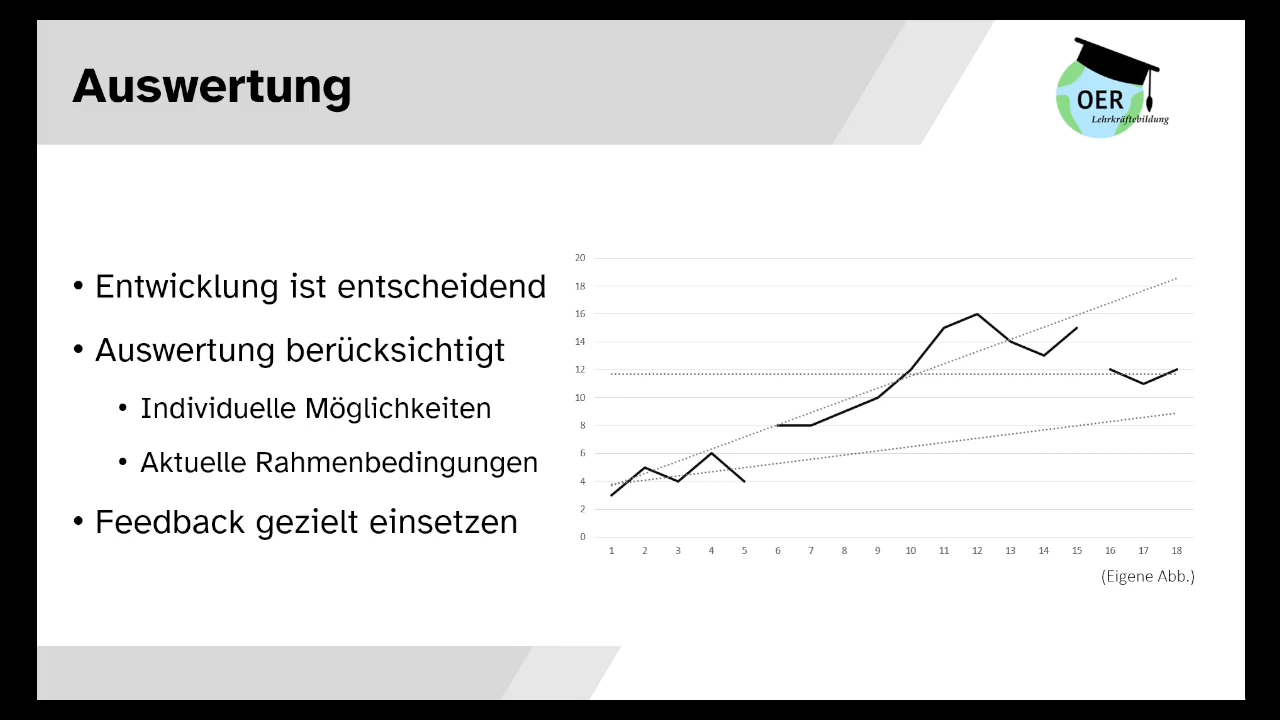 Auswertung
OER
Lehrkräftebildung
• Entwicklung ist entscheidend
• Auswertung berücksichtigt
• Individuelle Möglichkeiten
• Aktuelle Rahmenbedingungen
• Feedback gezielt einsetzen
20
18
16
14
12
10
8
6
4
2
0
1 2 3 4 5 6 7 8 9 10 11 12 13 14 15 16 17 18
(Eigene Abb.)